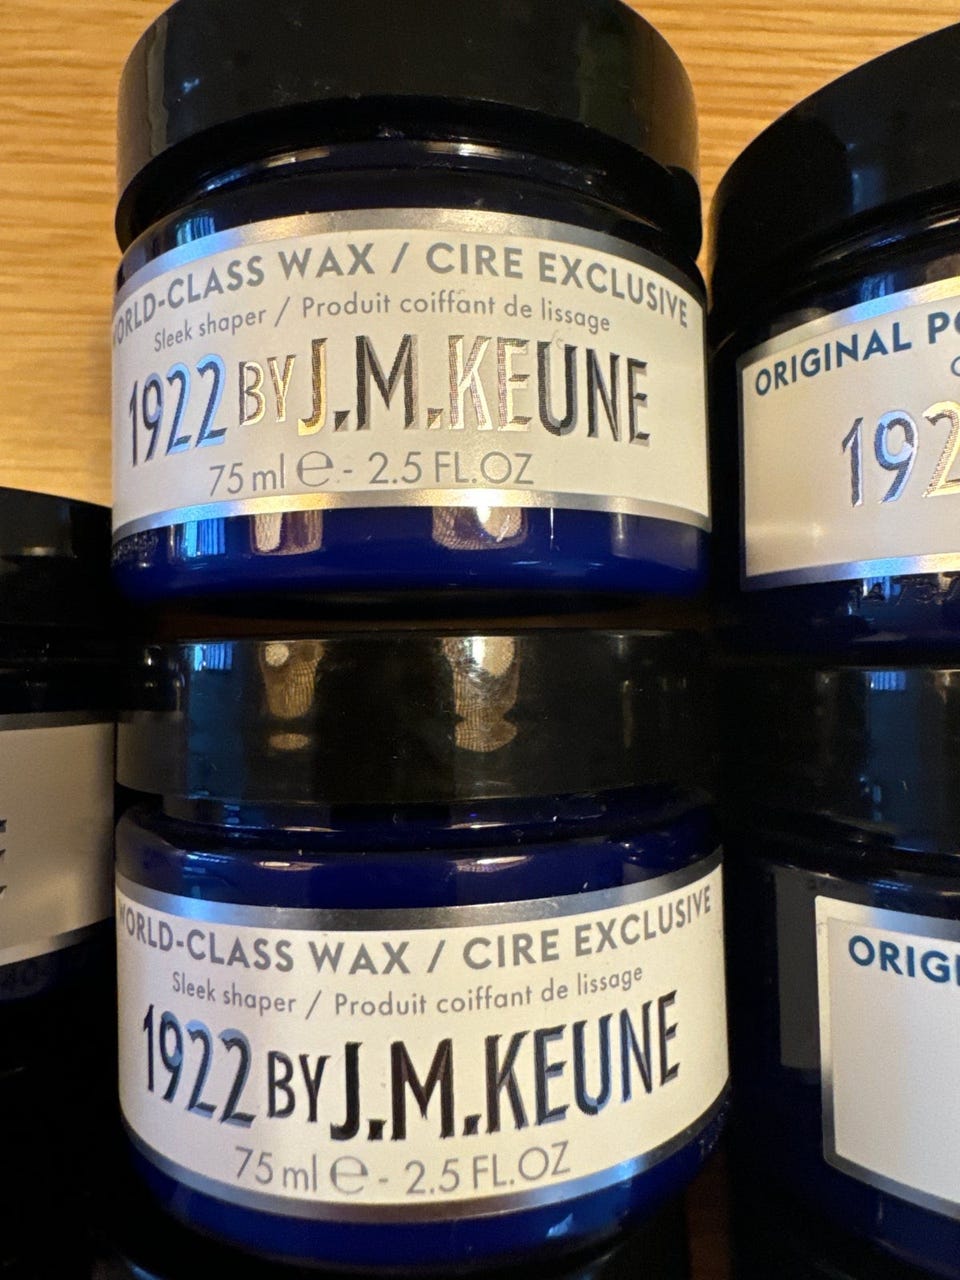 WORLD-CLASS WAX / CIRE EXCLUSIVE
Sleek shaper / Produit coiffant de lissage
1922 BY J.M.KEUNE
75 ml e - 2.5 FL.OZ
ORIGINAL
192
WORLD-CLASS WAX / CIRE EXCLUSIVE
Sleek shaper / Produit coiffant de lissage
1922 BY J.M.KEUNE
75 ml e - 2.5 FL.OZ
ORIGI